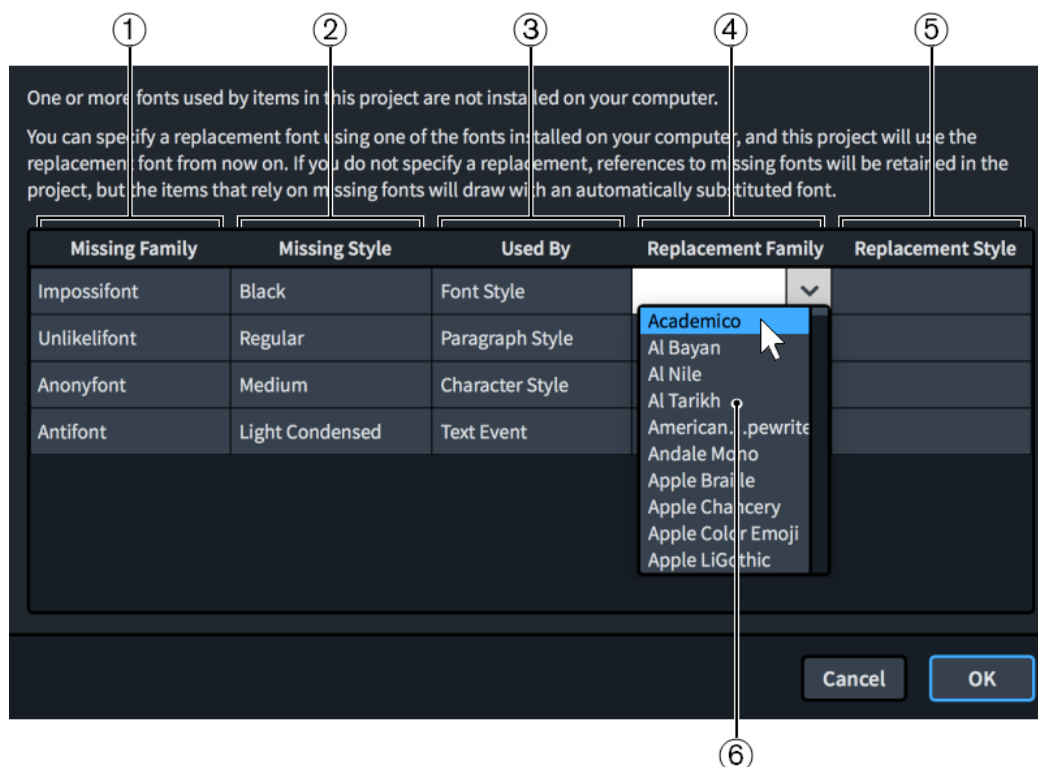 ① ② ③ ④ ⑤
One or more fonts used by items in this project are not installed on your computer.
You can specify a replacement font using one of the fonts installed on your computer, and this project will use the
replacement font from now on. If you do not specify a replacement, references to missing fonts will be retained in the
project, but the items that rely on missing fonts will draw with an automatically substituted font.
Missing Family Missing Style Used By Replacement Family Replacement Style
Impossifont Black Font Style
Unlikelifont Regular Paragraph Style
Anonyfont Medium Character Style
Antifont Light Condensed Text Event
Academico
Al Bayan
Al Nile
Al Tarikh
American...pewrite
Andale Mono
Apple Braille
Apple Chancery
Apple Color Emoji
Apple LiGothic
Cancel OK
⑥